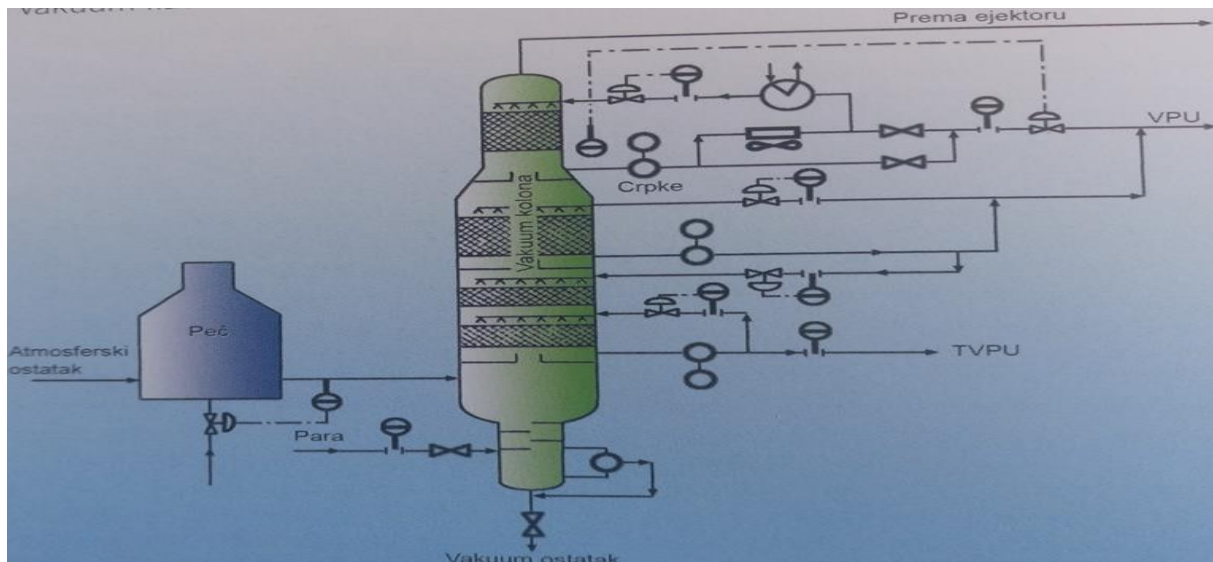 Prema ejektoru
VPU
Crpke
Vakuum kolona
Peć
Atmosferski
ostatak
TVPU
Para
Vakuum ostatak